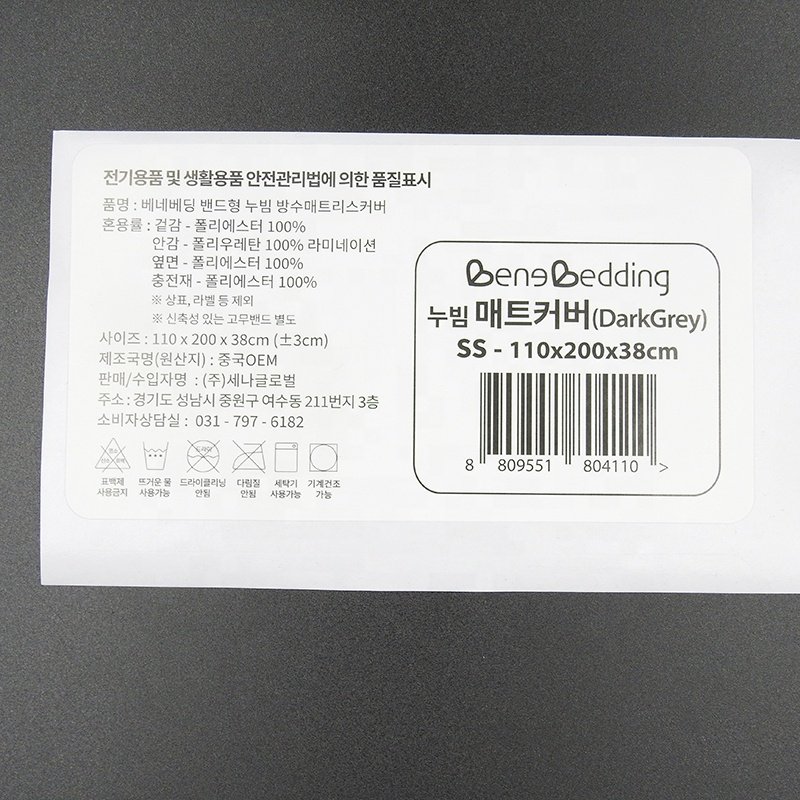 전기용품 및 생활용품 안전관리법에 의한 품질표시
품명 : 베네베딩 밴드형 누빔 방수매트리스커버
혼용률 : 겉감 - 폴리에스터 100%
안감 - 폴리우레탄 100% 라미네이션
옆면 - 폴리에스터 100%
충전재 - 폴리에스터 100%
※ 상표, 라벨 등 제외
※ 신축성 있는 고무밴드 별도
사이즈 : 110 x 200 x 38cm (±3cm)
제조국명(원산지) : 중국OEM
판매/수입자명 : (주)세나글로벌
주소 : 경기도 성남시 중원구 여수동 211번지 3층
소비자상담실 : 031 - 797 - 6182
드라이
표백제 사용금지
뜨거운 물 사용가능
드라이클리닝 안됨
다림질 안됨
세탁기 사용가능
기계건조 가능
BeneBedding
누빔 매트커버(DarkGrey)
SS - 110x200x38cm
8 809551 804110 >